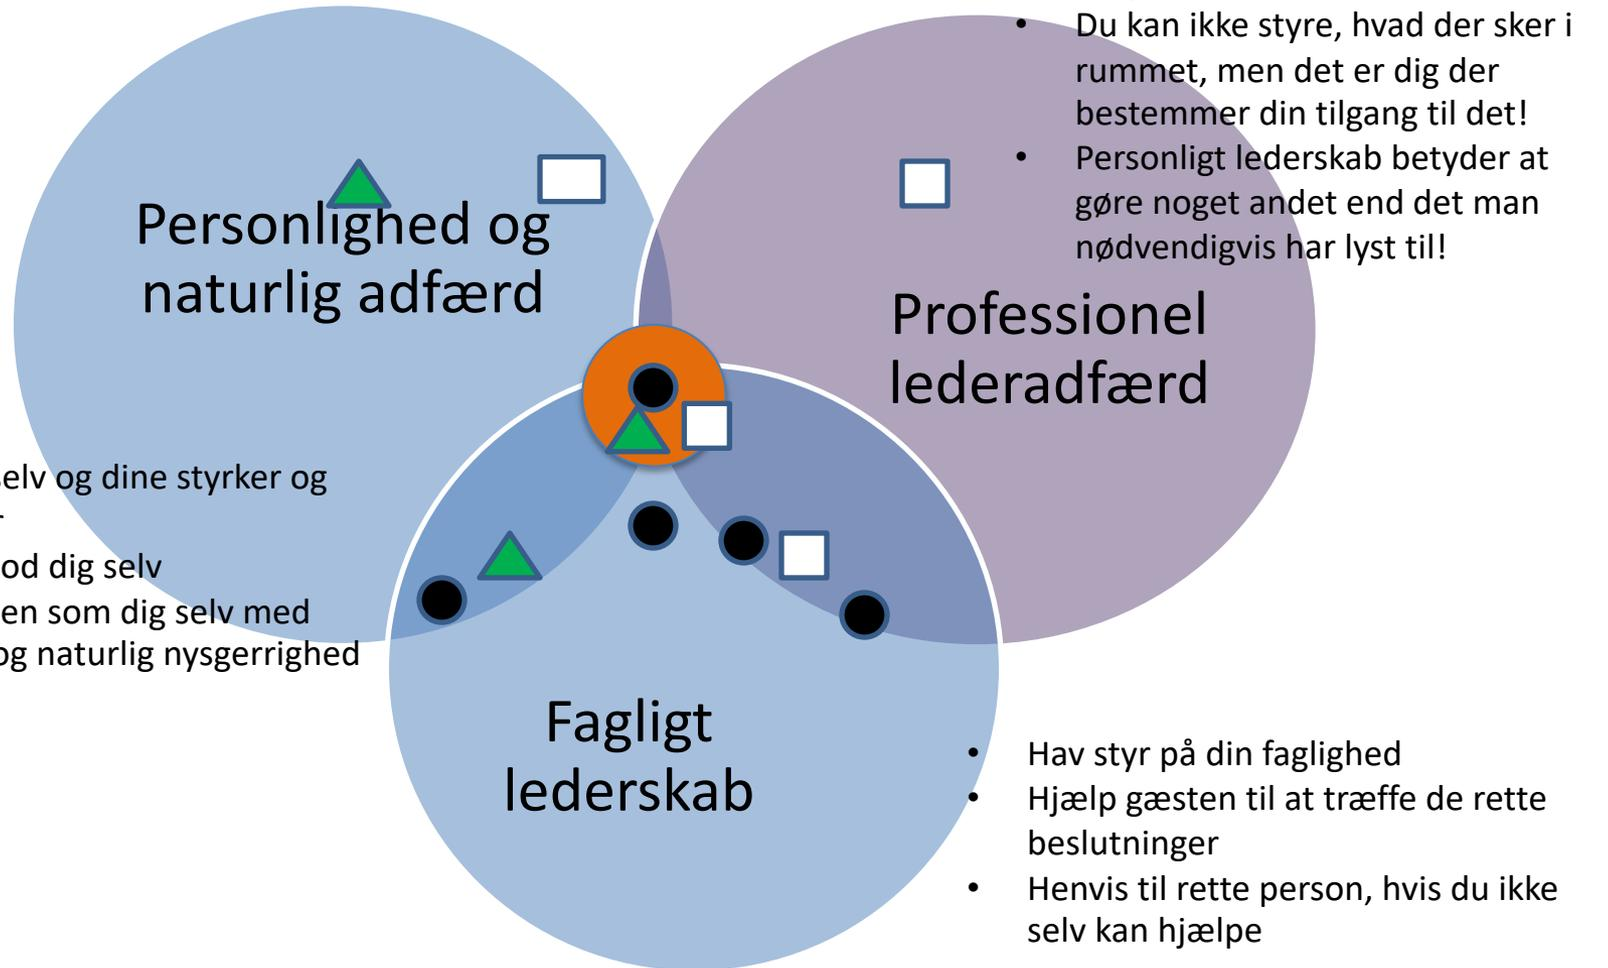 • Du kan ikke styre, hvad der sker i
rummet, men det er dig der
bestemmer din tilgang til det!
• Personligt lederskab betyder at
gøre noget andet end det man
nødvendigvis har lyst til!
Personlighed og
naturlig adfærd
Professionel
lederadfærd
selv og dine styrker og
od dig selv
en som dig selv med
og naturlig nysgerrighed
Fagligt
lederskab
• Hav styr på din faglighed
• Hjælp gæsten til at træffe de rette
beslutninger
• Henvis til rette person, hvis du ikke
selv kan hjælpe